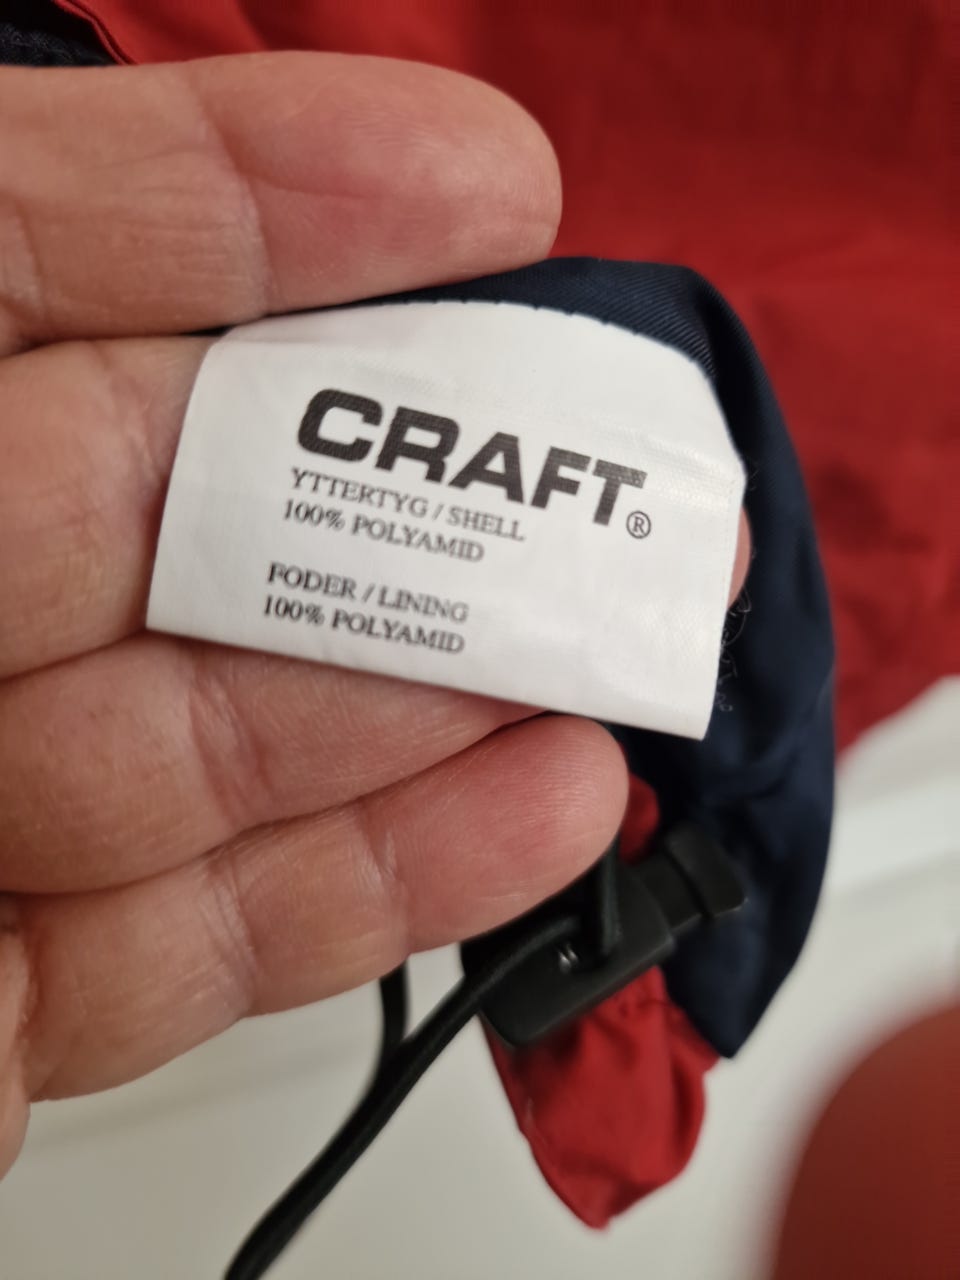 CRAFT®
YTTERTYG / SHELL
100% POLYAMID
FODER / LINING
100% POLYAMID